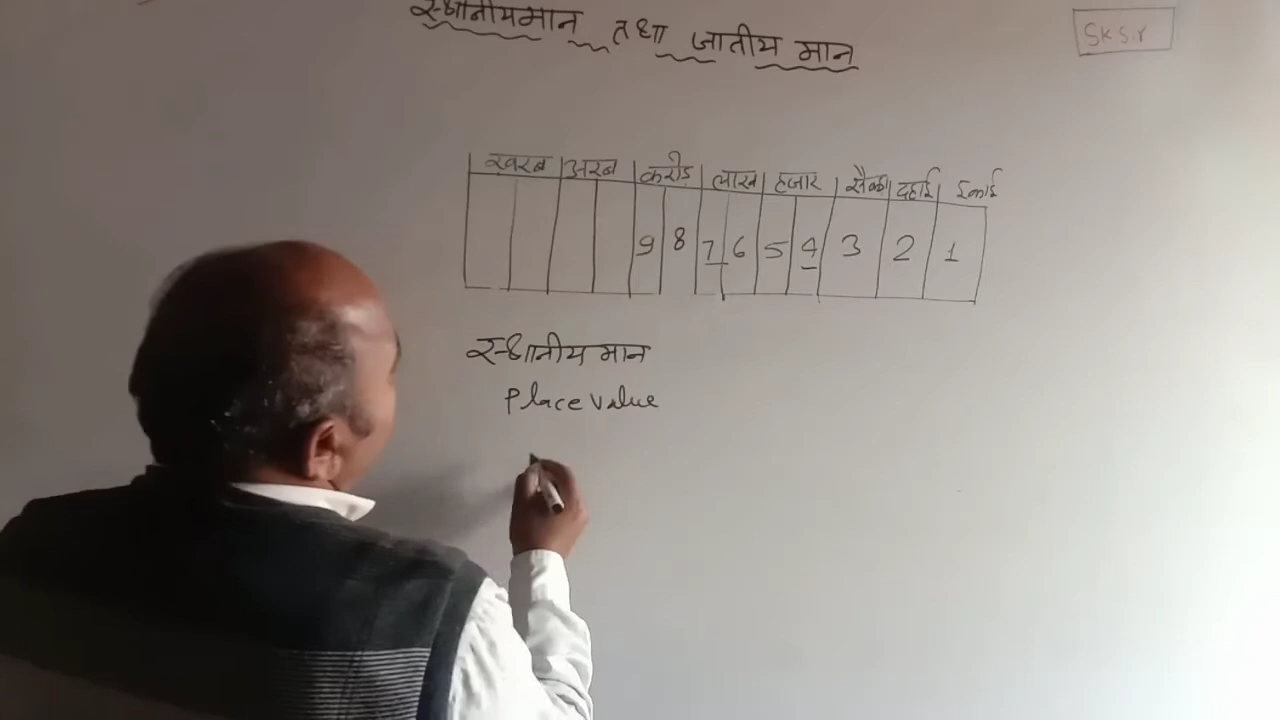 स्थानीयमान तथा जातीय मान
SKSir
खरब अरब करोड़ लाख हजार सैकड़ा दहाई इकाई
9 8 7 6 5 4 3 2 1
स्थानीय मान
Place Value